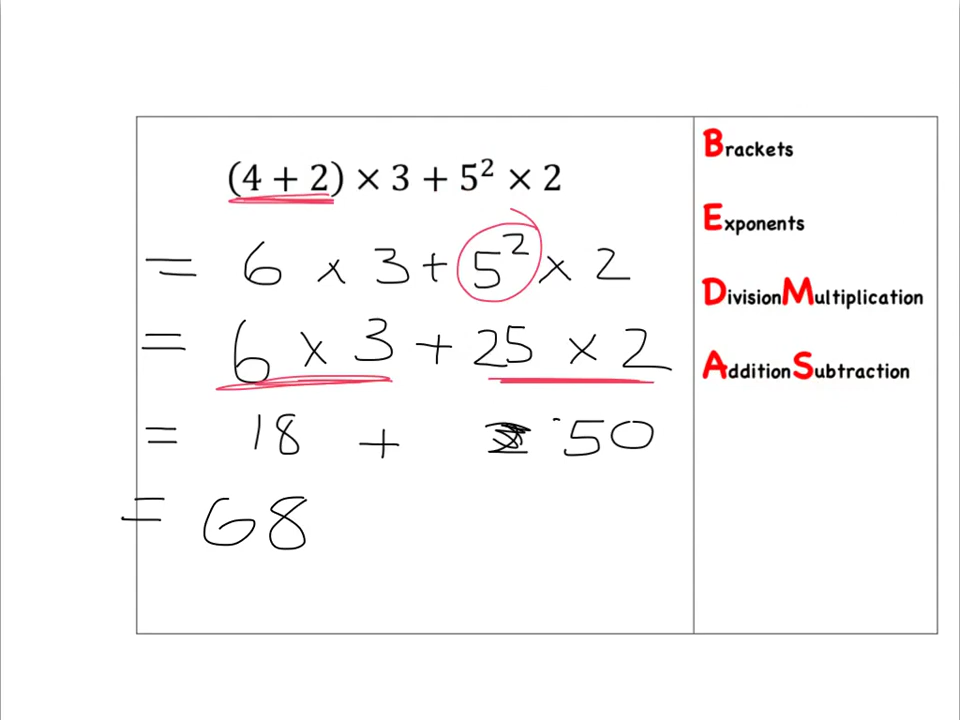 (4 + 2) × 3 + 5² × 2
= 6 × 3 + 5² × 2
= 6 × 3 + 25 × 2
= 18 + 50
= 68
Brackets
Exponents
DivisionMultiplication
AdditionSubtraction